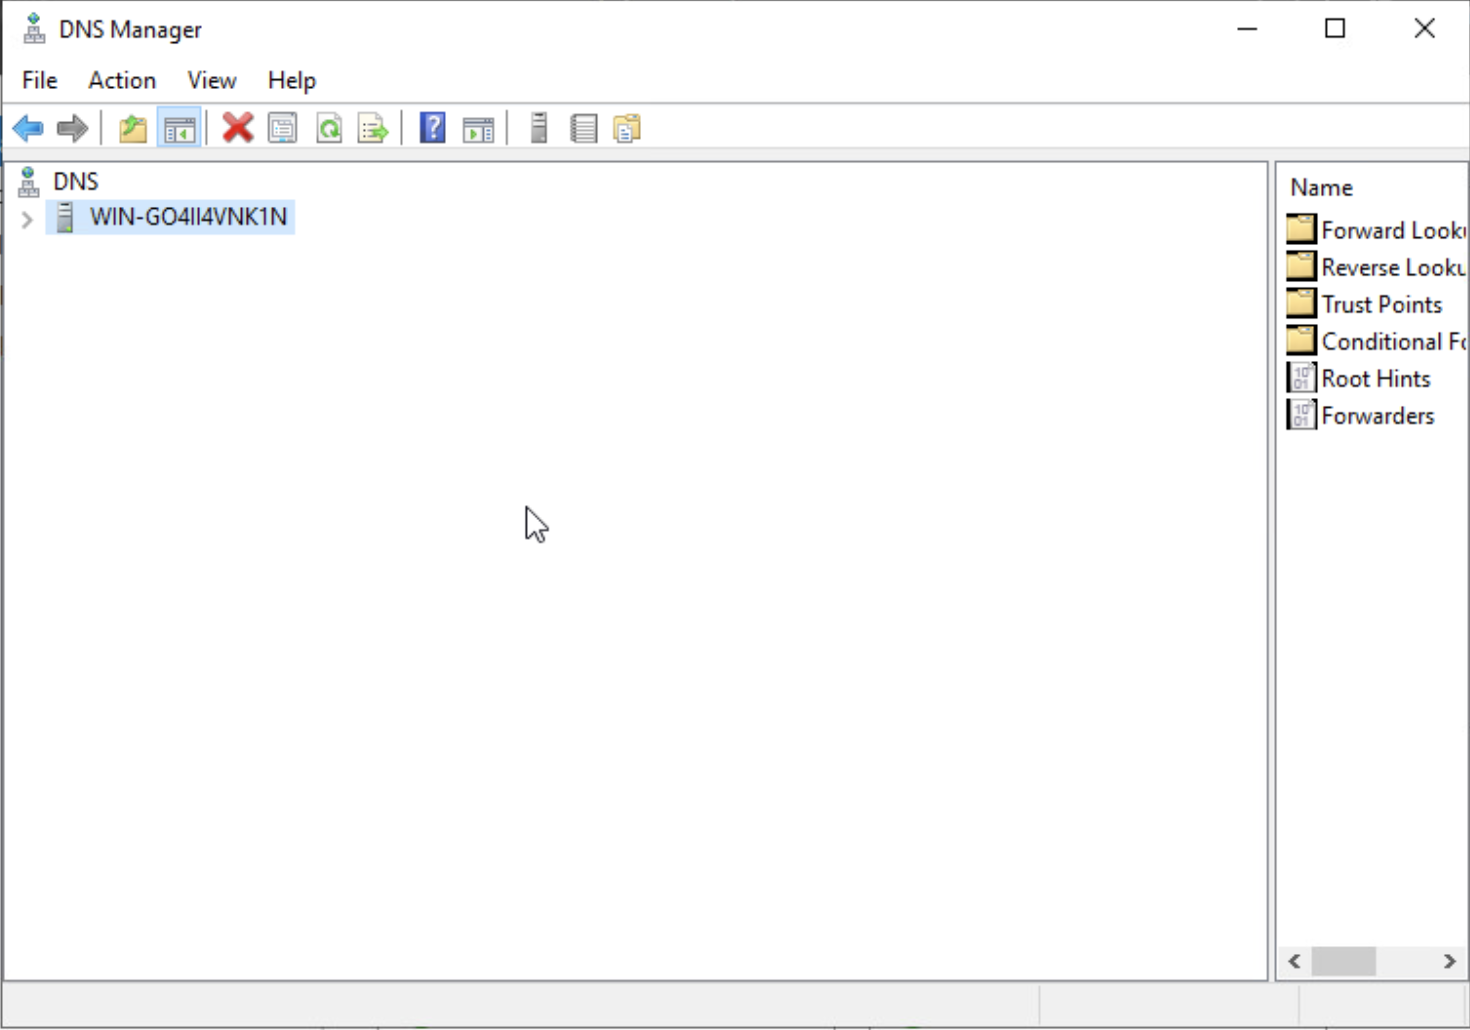 DNS Manager
File Action View Help
DNS
WIN-GO4II4VNK1N
Name
Forward Look
Reverse Looku
Trust Points
Conditional Fo
Root Hints
Forwarders